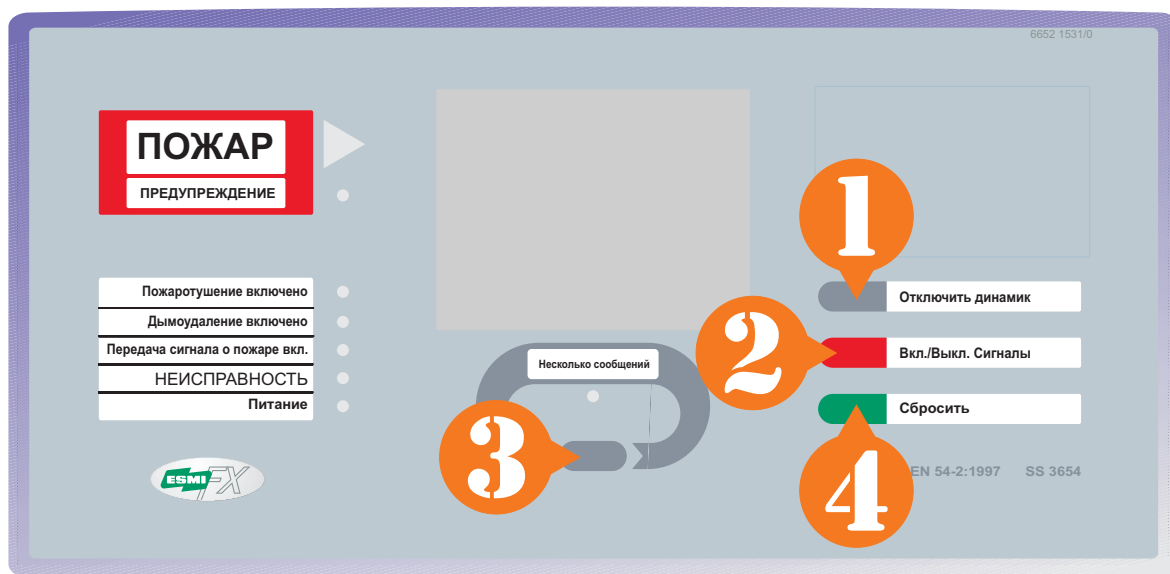 6652 1531/0
ПОЖАР
ПРЕДУПРЕЖДЕНИЕ
1
Пожаротушение включено
Отключить динамик
Дымоудаление включено
2
Передача сигнала о пожаре вкл.
Вкл./Выкл. Сигналы
Несколько сообщений
НЕИСПРАВНОСТЬ
Питание
Сбросить
3
4
ESMI FX
EN 54-2:1997 SS 3654